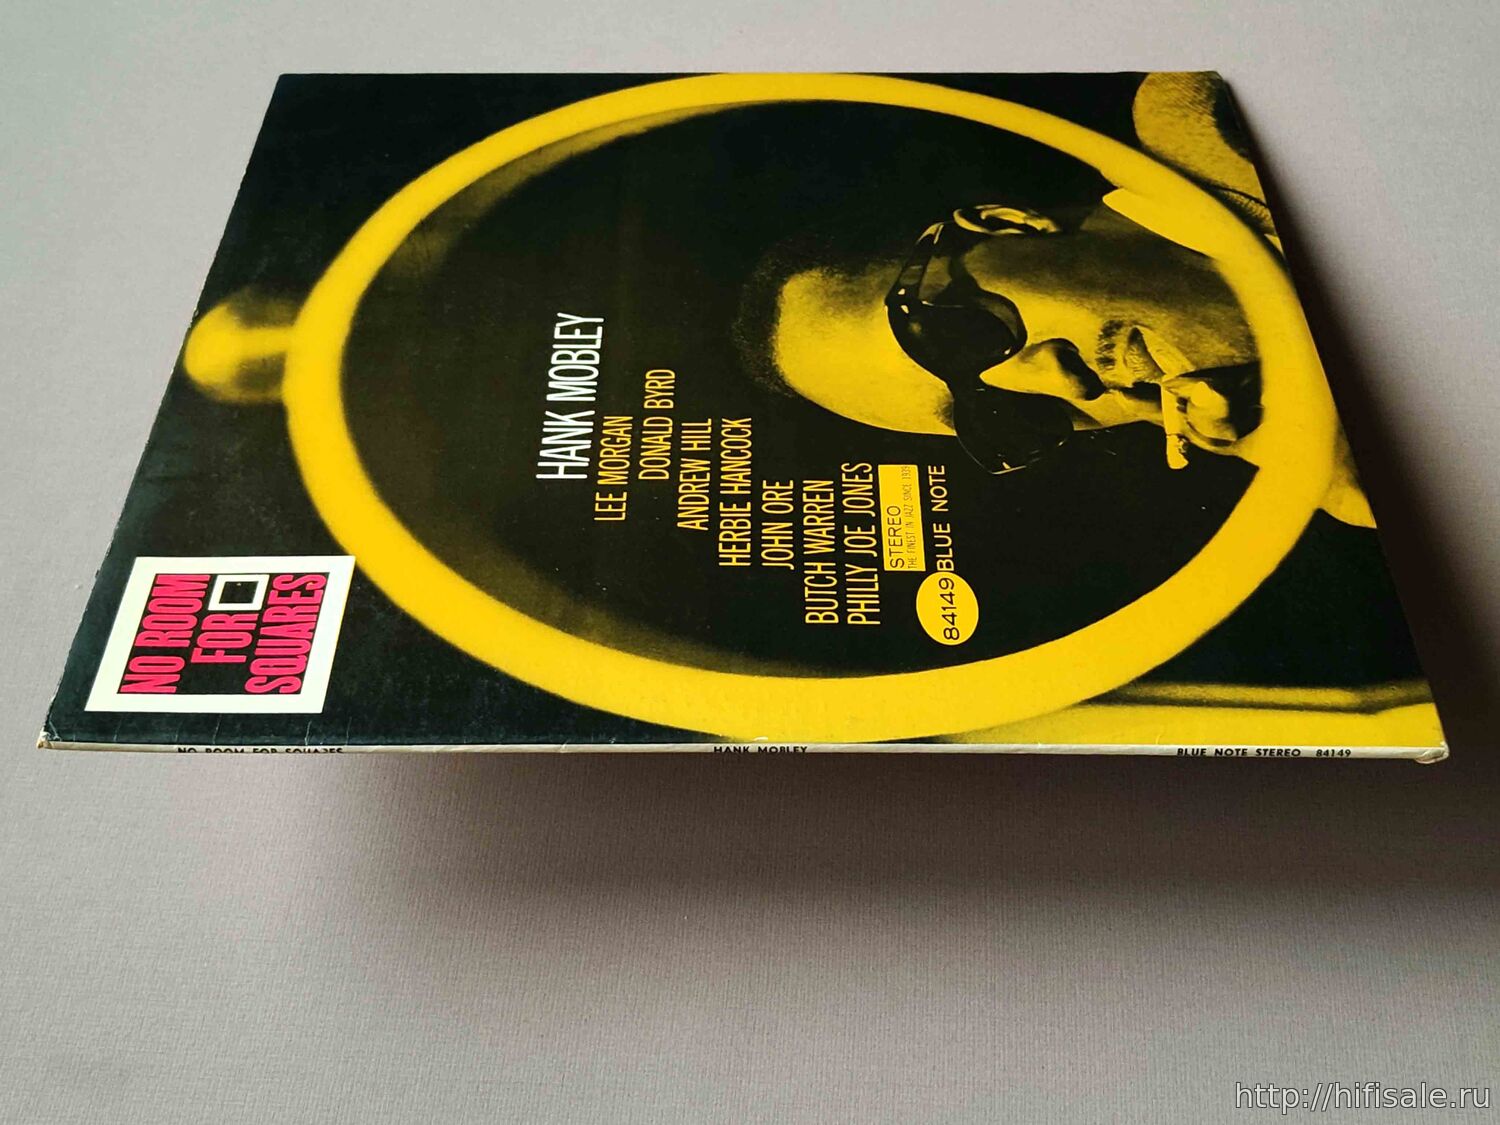 NO ROOM
FOR
SQUARES
HANK MOBLEY
LEE MORGAN
DONALD BYRD
ANDREW HILL
HERBIE HANCOCK
JOHN ORE
BUTCH WARREN
PHILLY JOE JONES
STEREO
THE FINEST IN JAZZ SINCE 1939
84149 BLUE NOTE
NO ROOM FOR SQUARES HANK MOBLEY BLUE NOTE STEREO 84149
http://hifisale.ru